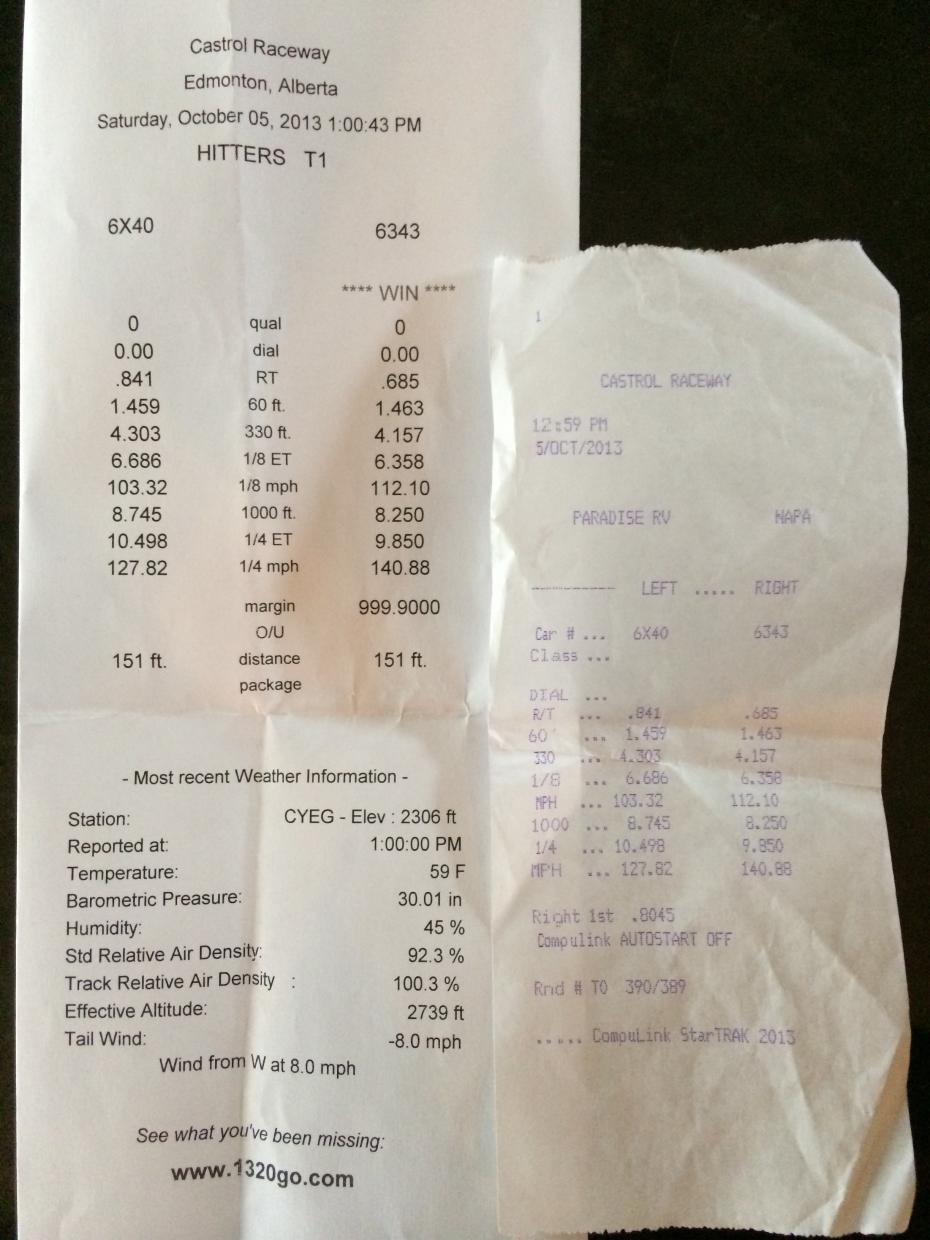 Castrol Raceway
Edmonton, Alberta
Saturday, October 05, 2013 1:00:43 PM
HITTERS T1
6X40 6343
**** WIN ****
0 qual 0
0.00 dial 0.00
.841 RT .685
1.459 60 ft. 1.463
4.303 330 ft. 4.157
6.686 1/8 ET 6.358
103.32 1/8 mph 112.10
8.745 1000 ft. 8.250
10.498 1/4 ET 9.850
127.82 1/4 mph 140.88
margin 999.9000
O/U
151 ft. distance 151 ft.
package
- Most recent Weather Information -
Station: CYEG - Elev : 2306 ft
Reported at: 1:00:00 PM
Temperature: 59 F
Barometric Preasure: 30.01 in
Humidity: 45 %
Std Relative Air Density: 92.3 %
Track Relative Air Density : 100.3 %
Effective Altitude: 2739 ft
Tail Wind: -8.0 mph
Wind from W at 8.0 mph
See what you've been missing:
www.1320go.com
1
CASTROL RACEWAY
12:59 PM
5/OCT/2013
PARADISE RV NAPA
----------- LEFT ..... RIGHT
Car # ... 6X40 6343
Class ...
DIAL ...
R/T ... .841 .685
60' ... 1.459 1.463
330 ... 4.303 4.157
1/8 ... 6.686 6.358
MPH ... 103.32 112.10
1000 ... 8.745 8.250
1/4 ... 10.498 9.850
MPH ... 127.82 140.88
Right 1st .8045
Compulink AUTOSTART OFF
Rnd # T0 390/389
..... CompuLink StarTRAK 2013